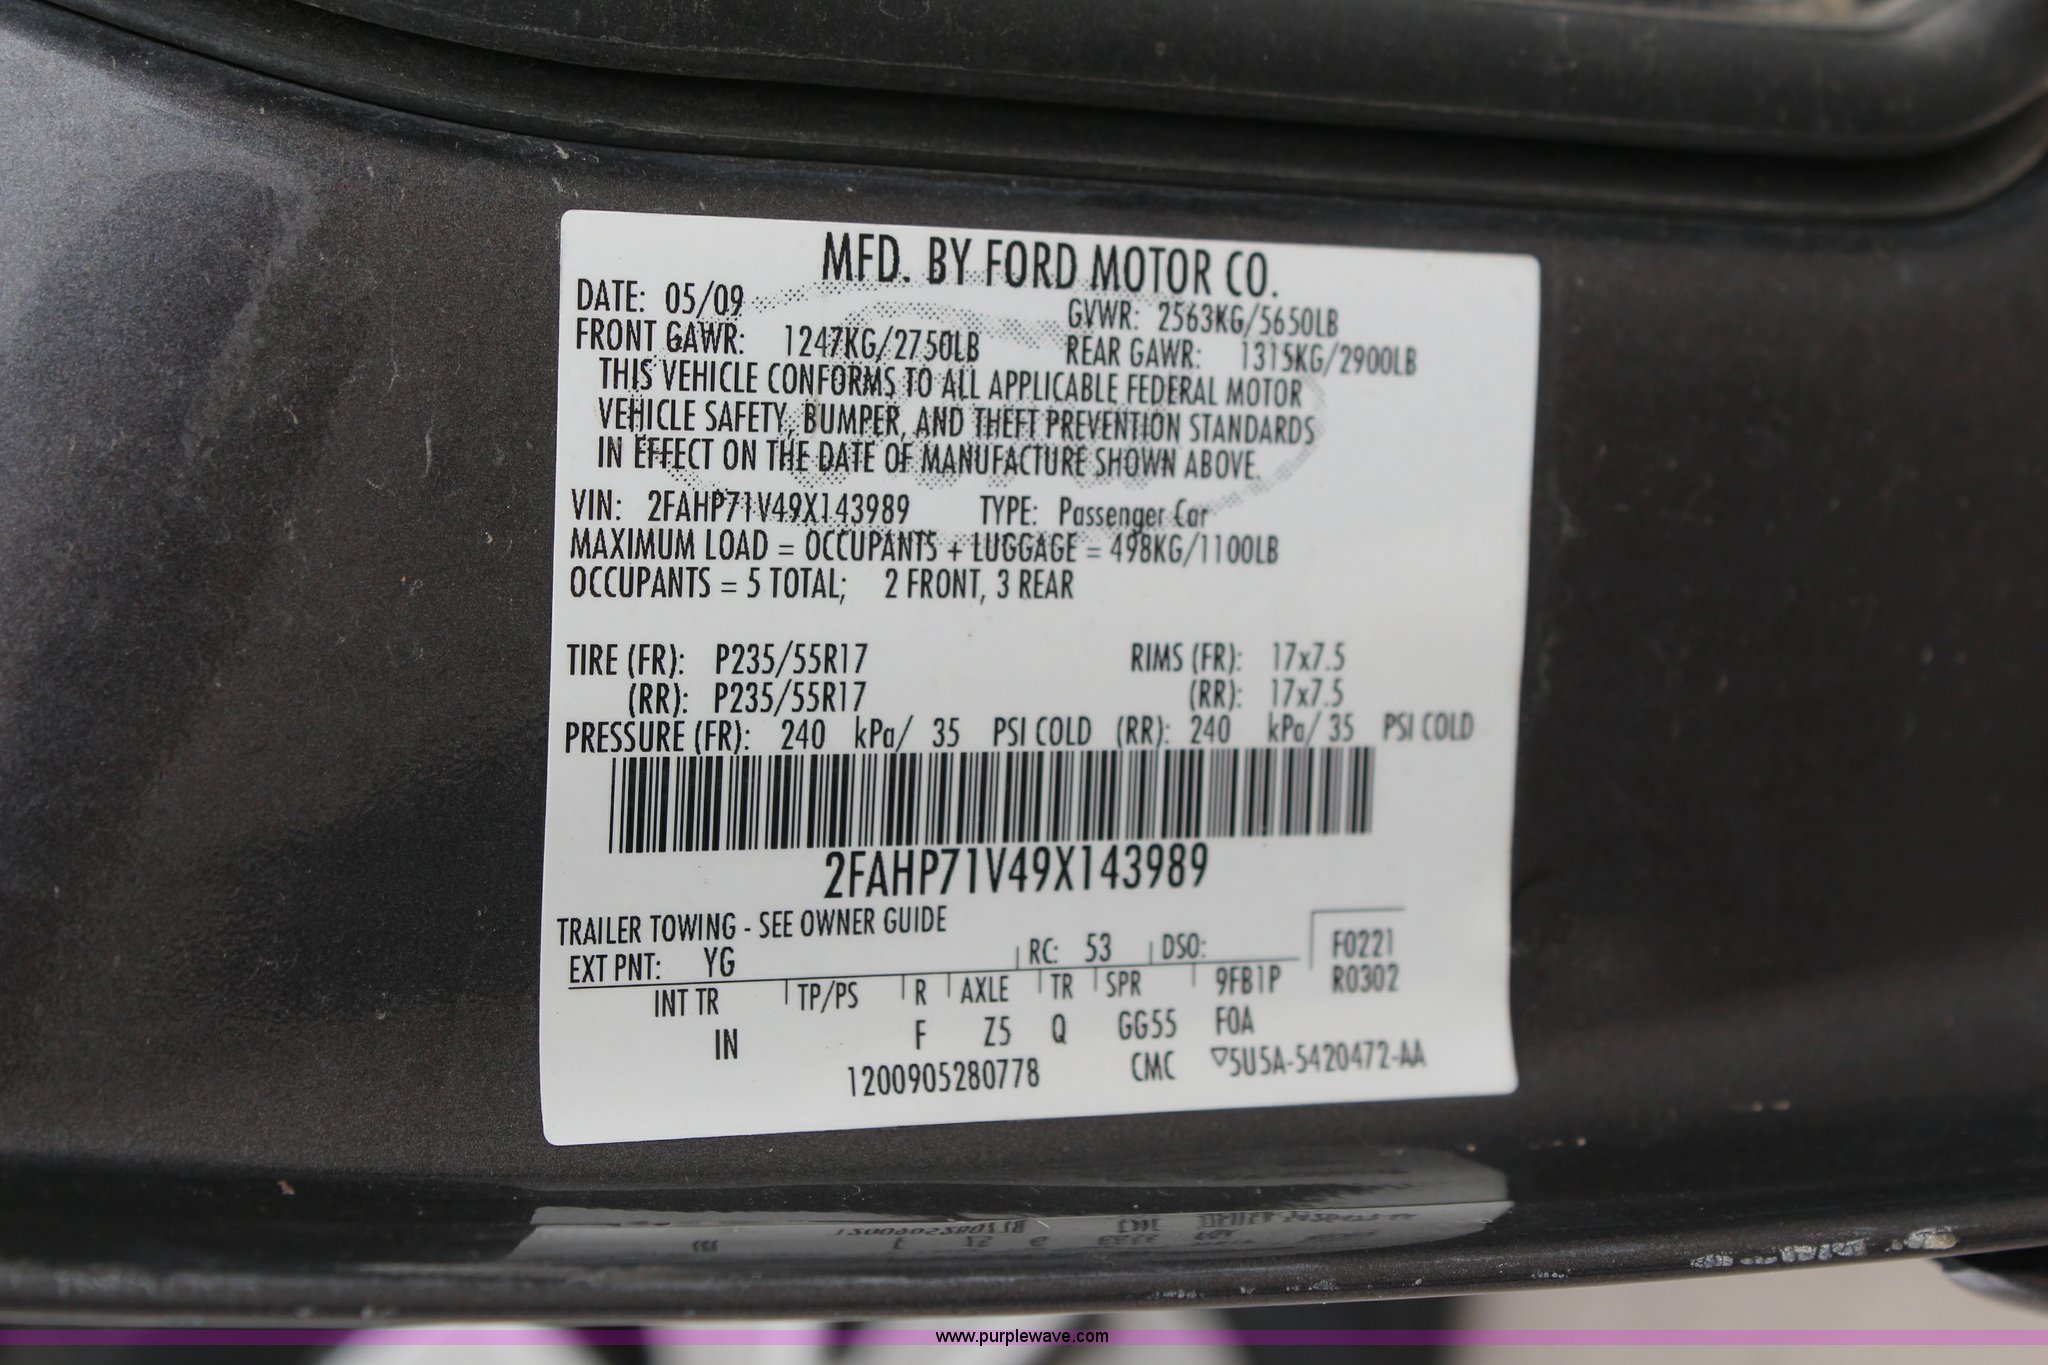 MFD. BY FORD MOTOR CO.
DATE: 05/09 GVWR: 2563KG/5650LB
FRONT GAWR: 1247KG/2750LB REAR GAWR: 1315KG/2900LB
THIS VEHICLE CONFORMS TO ALL APPLICABLE FEDERAL MOTOR
VEHICLE SAFETY, BUMPER, AND THEFT PREVENTION STANDARDS
IN EFFECT ON THE DATE OF MANUFACTURE SHOWN ABOVE.
VIN: 2FAHP71V49X143989 TYPE: Passenger Car
MAXIMUM LOAD = OCCUPANTS + LUGGAGE = 498KG/1100LB
OCCUPANTS = 5 TOTAL; 2 FRONT, 3 REAR
TIRE (FR): P235/55R17 RIMS (FR): 17x7.5
(RR): P235/55R17 (RR): 17x7.5
PRESSURE (FR): 240 kPa/ 35 PSI COLD (RR): 240 kPa/ 35 PSI COLD
2FAHP71V49X143989
TRAILER TOWING - SEE OWNER GUIDE
EXT PNT: YG RC: 53 DSO: F0221
INT TR TP/PS R AXLE TR SPR 9FB1P R0302
IN F Z5 Q GG55 F0A
1200905280778 CMC ▽5U5A-5420472-AA
www.purplewave.com